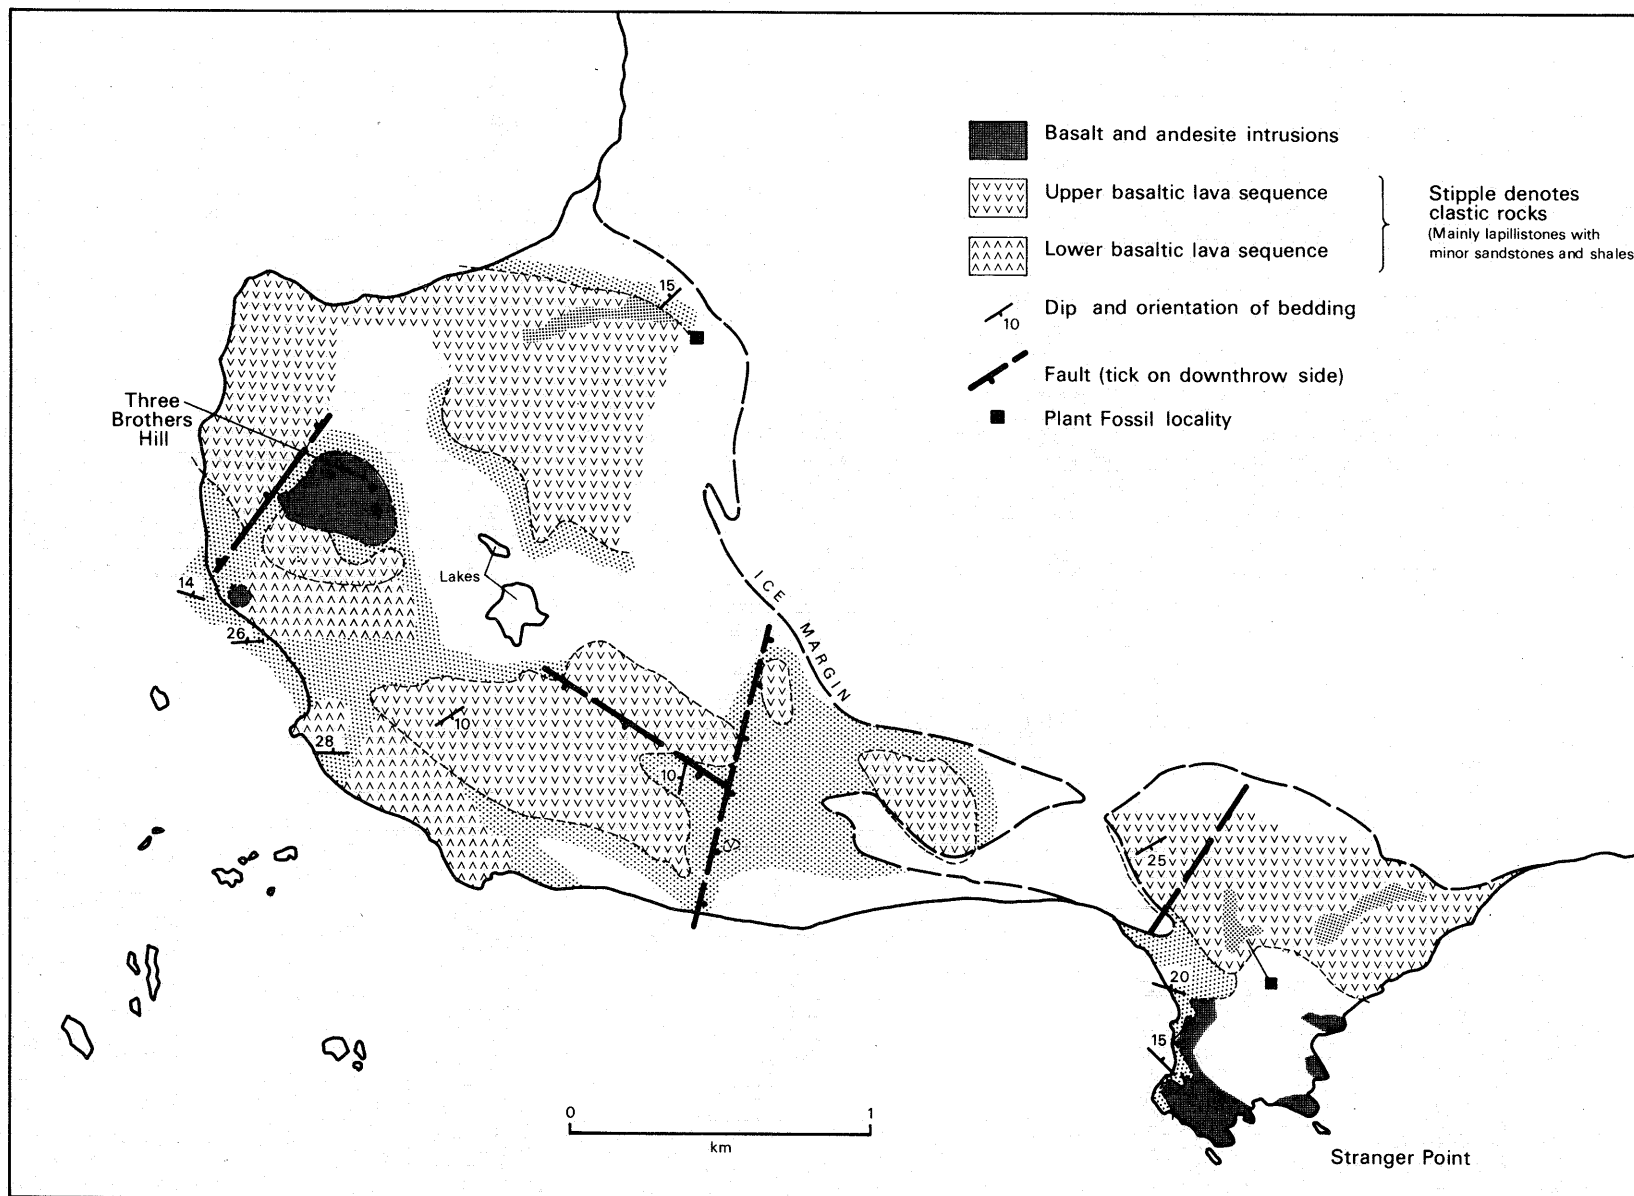 Basalt and andesite intrusions
Upper basaltic lava sequence
Lower basaltic lava sequence
Stipple denotes
clastic rocks
(Mainly lapillistones with
minor sandstones and shales
10
Dip and orientation of bedding
Fault (tick on downthrow side)
Plant Fossil locality
15
Three
Brothers
Hill
Lakes
14
26
ICE MARGIN
10
28
10
25
20
15
0 1
km
Stranger Point